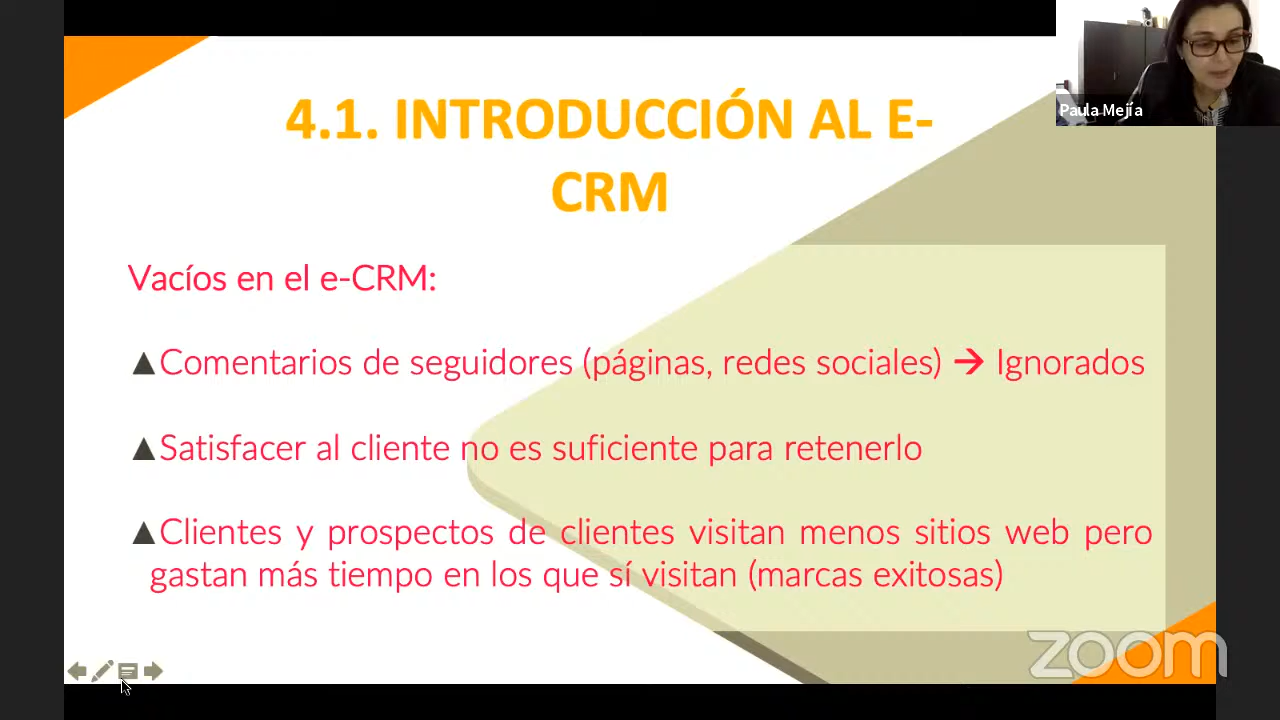 4.1. INTRODUCCIÓN AL E-
CRM
Paula Mejía
Vacíos en el e-CRM:
▲Comentarios de seguidores (páginas, redes sociales) → Ignorados
▲Satisfacer al cliente no es suficiente para retenerlo
▲Clientes y prospectos de clientes visitan menos sitios web pero
gastan más tiempo en los que sí visitan (marcas exitosas)
zoom